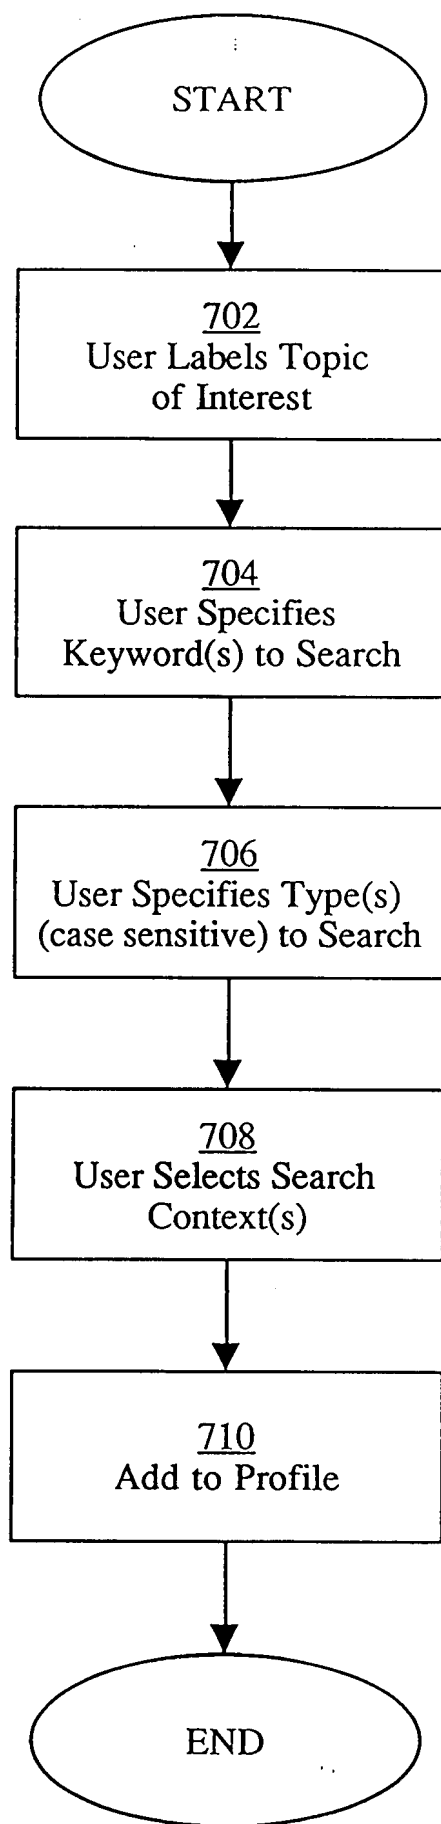 START
702
User Labels Topic
of Interest
704
User Specifies
Keyword(s) to Search
706
User Specifies Type(s)
(case sensitive) to Search
708
User Selects Search
Context(s)
710
Add to Profile
END